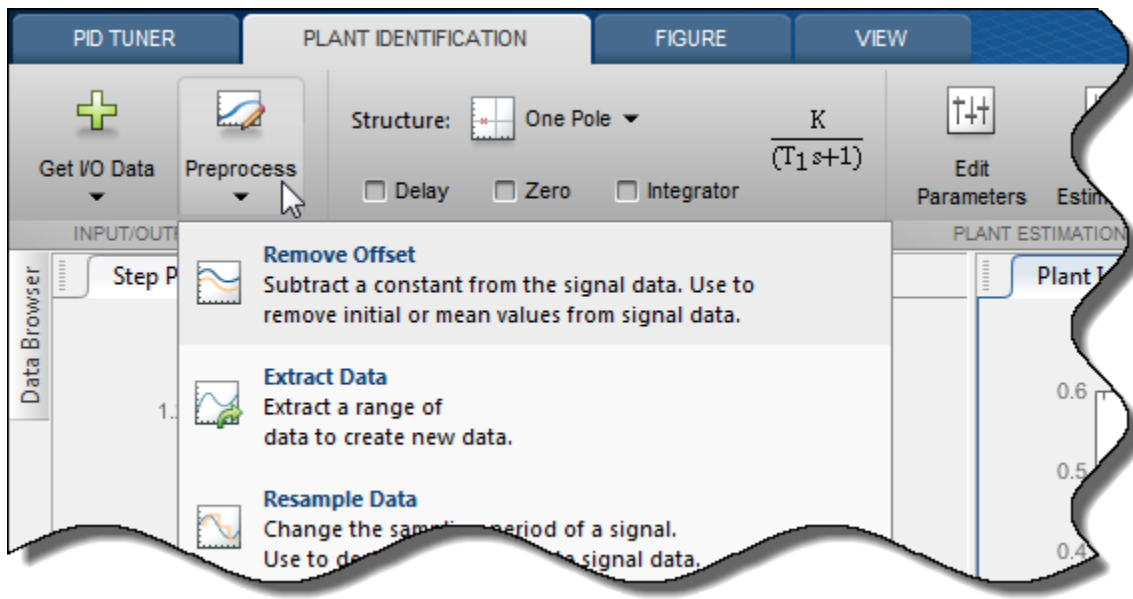 PID TUNER PLANT IDENTIFICATION FIGURE VIEW
Structure: One Pole
K
(T1s+1)
Get I/O Data Preprocess Edit
Delay Zero Integrator Parameters
PLANT ESTIMATION
Data Browser
Step
Plant
Remove Offset
Subtract a constant from the signal data. Use to
remove initial or mean values from signal data.
Extract Data
Extract a range of
data to create new data.
Resample Data
Change the period of a signal.
Use to signal data.
0.6
0.5
0.4